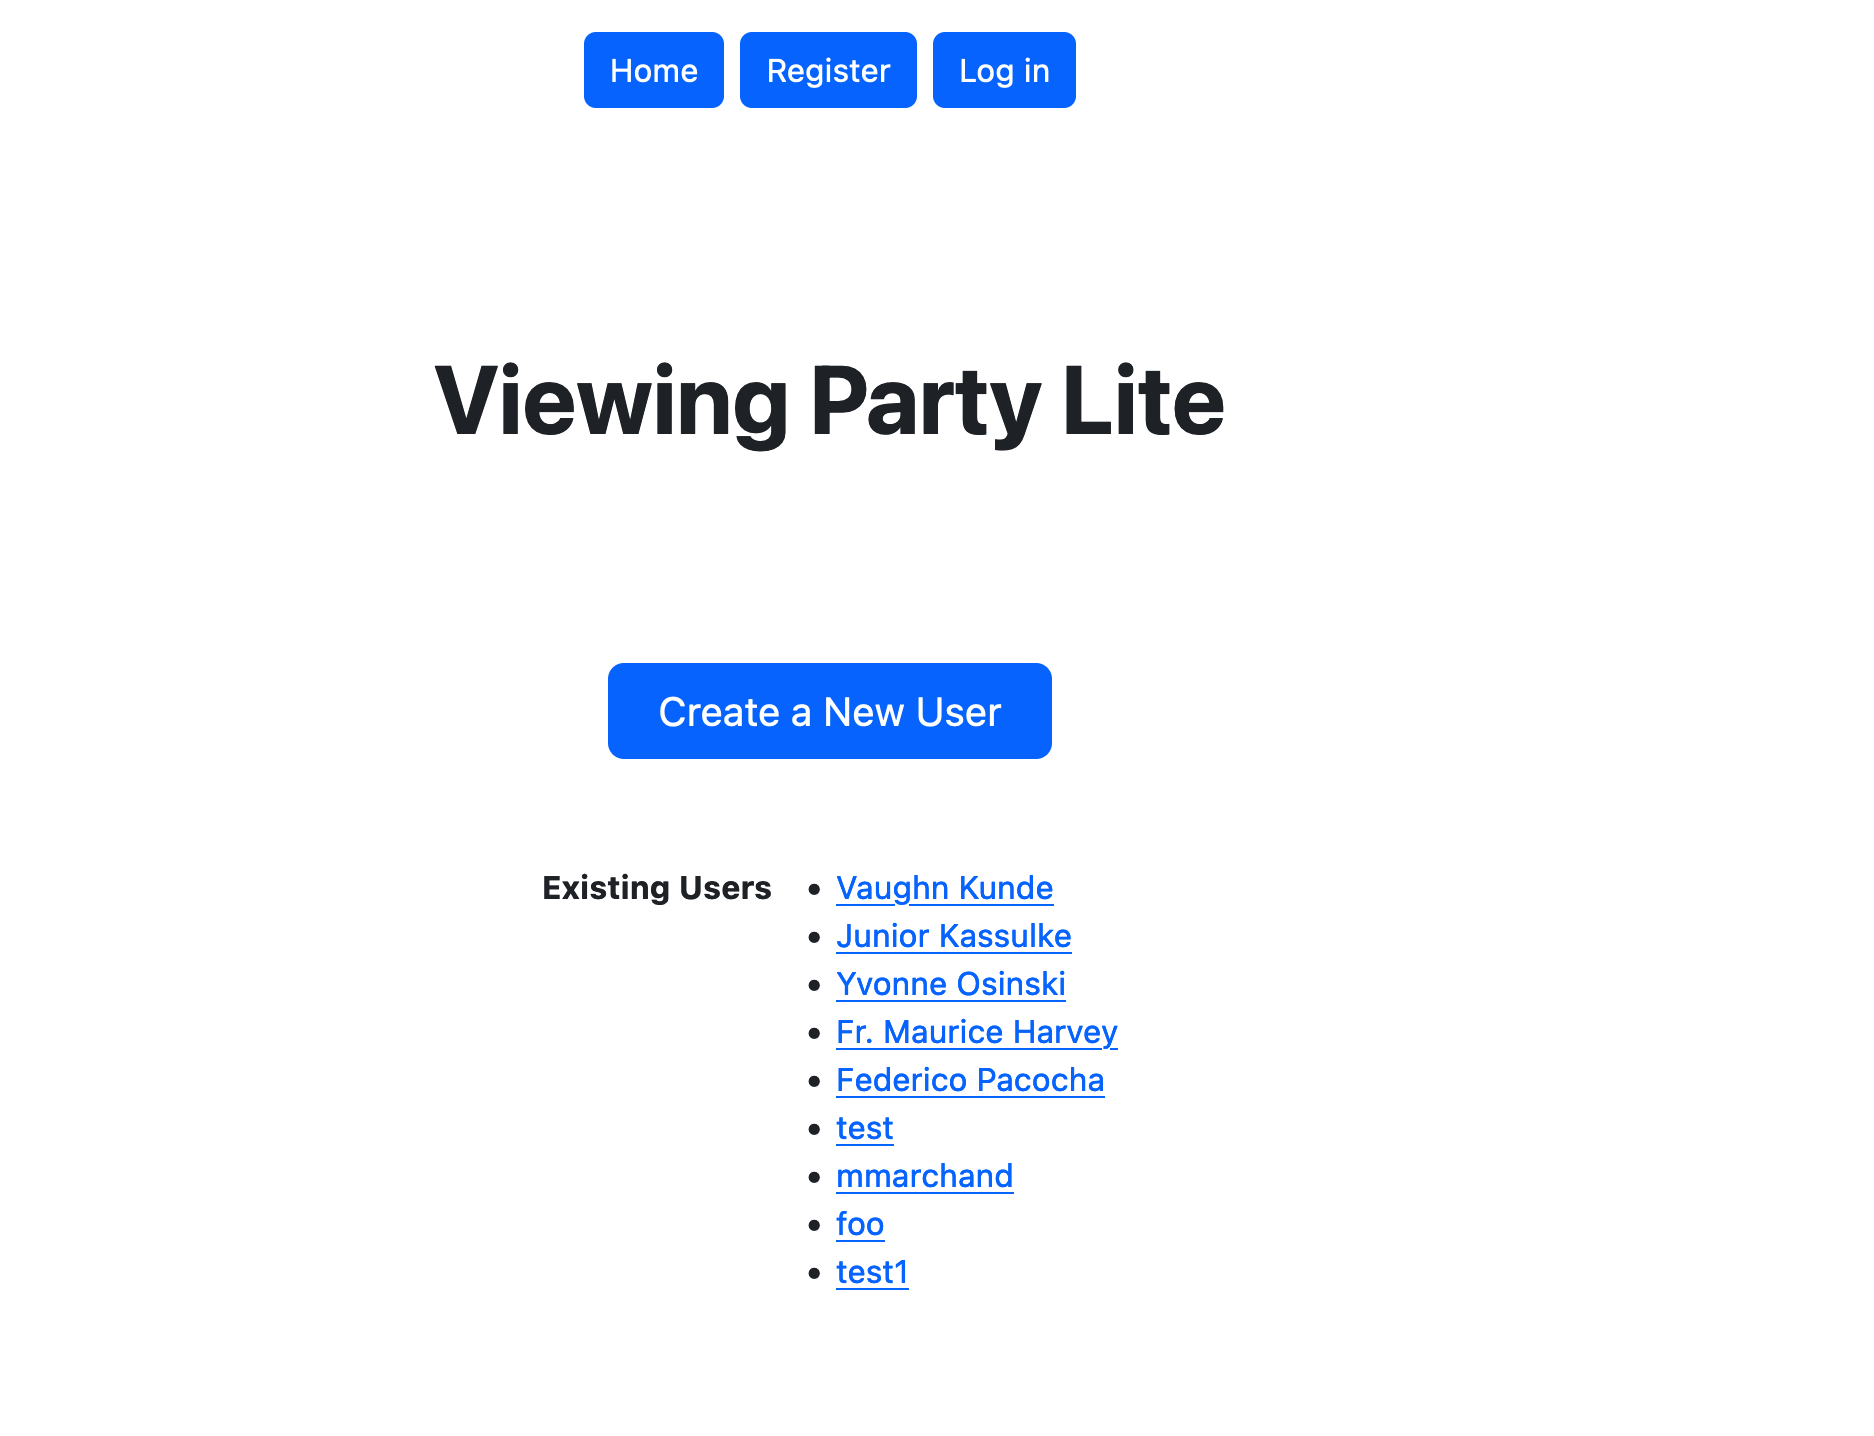 Home Register Log in
Viewing Party Lite
Create a New User
Existing Users
Vaughn Kunde
Junior Kassulke
Yvonne Osinski
Fr. Maurice Harvey
Federico Pacocha
test
mmarchand
foo
test1